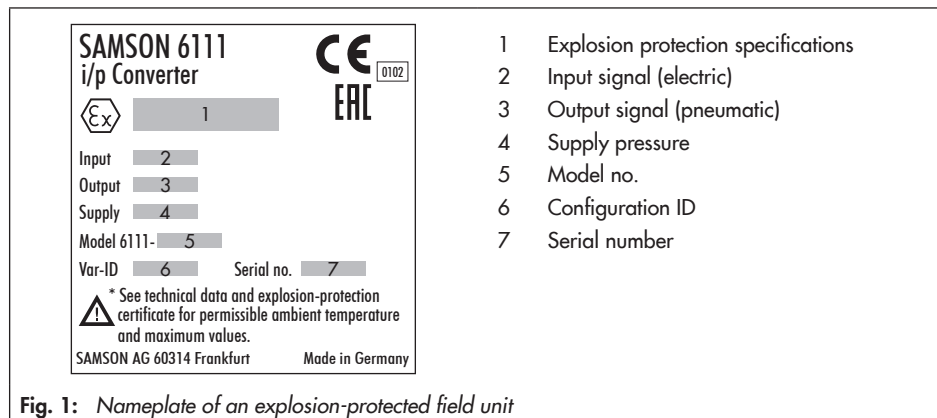 SAMSON 6111
i/p Converter
CE
0102
EAC
Ex
1
Input 2
Output 3
Supply 4
Model 6111- 5
Var-ID 6 Serial no. 7
* See technical data and explosion-protection
certificate for permissible ambient temperature
and maximum values.
SAMSON AG 60314 Frankfurt Made in Germany
1 Explosion protection specifications
2 Input signal (electric)
3 Output signal (pneumatic)
4 Supply pressure
5 Model no.
6 Configuration ID
7 Serial number
Fig. 1: Nameplate of an explosion-protected field unit